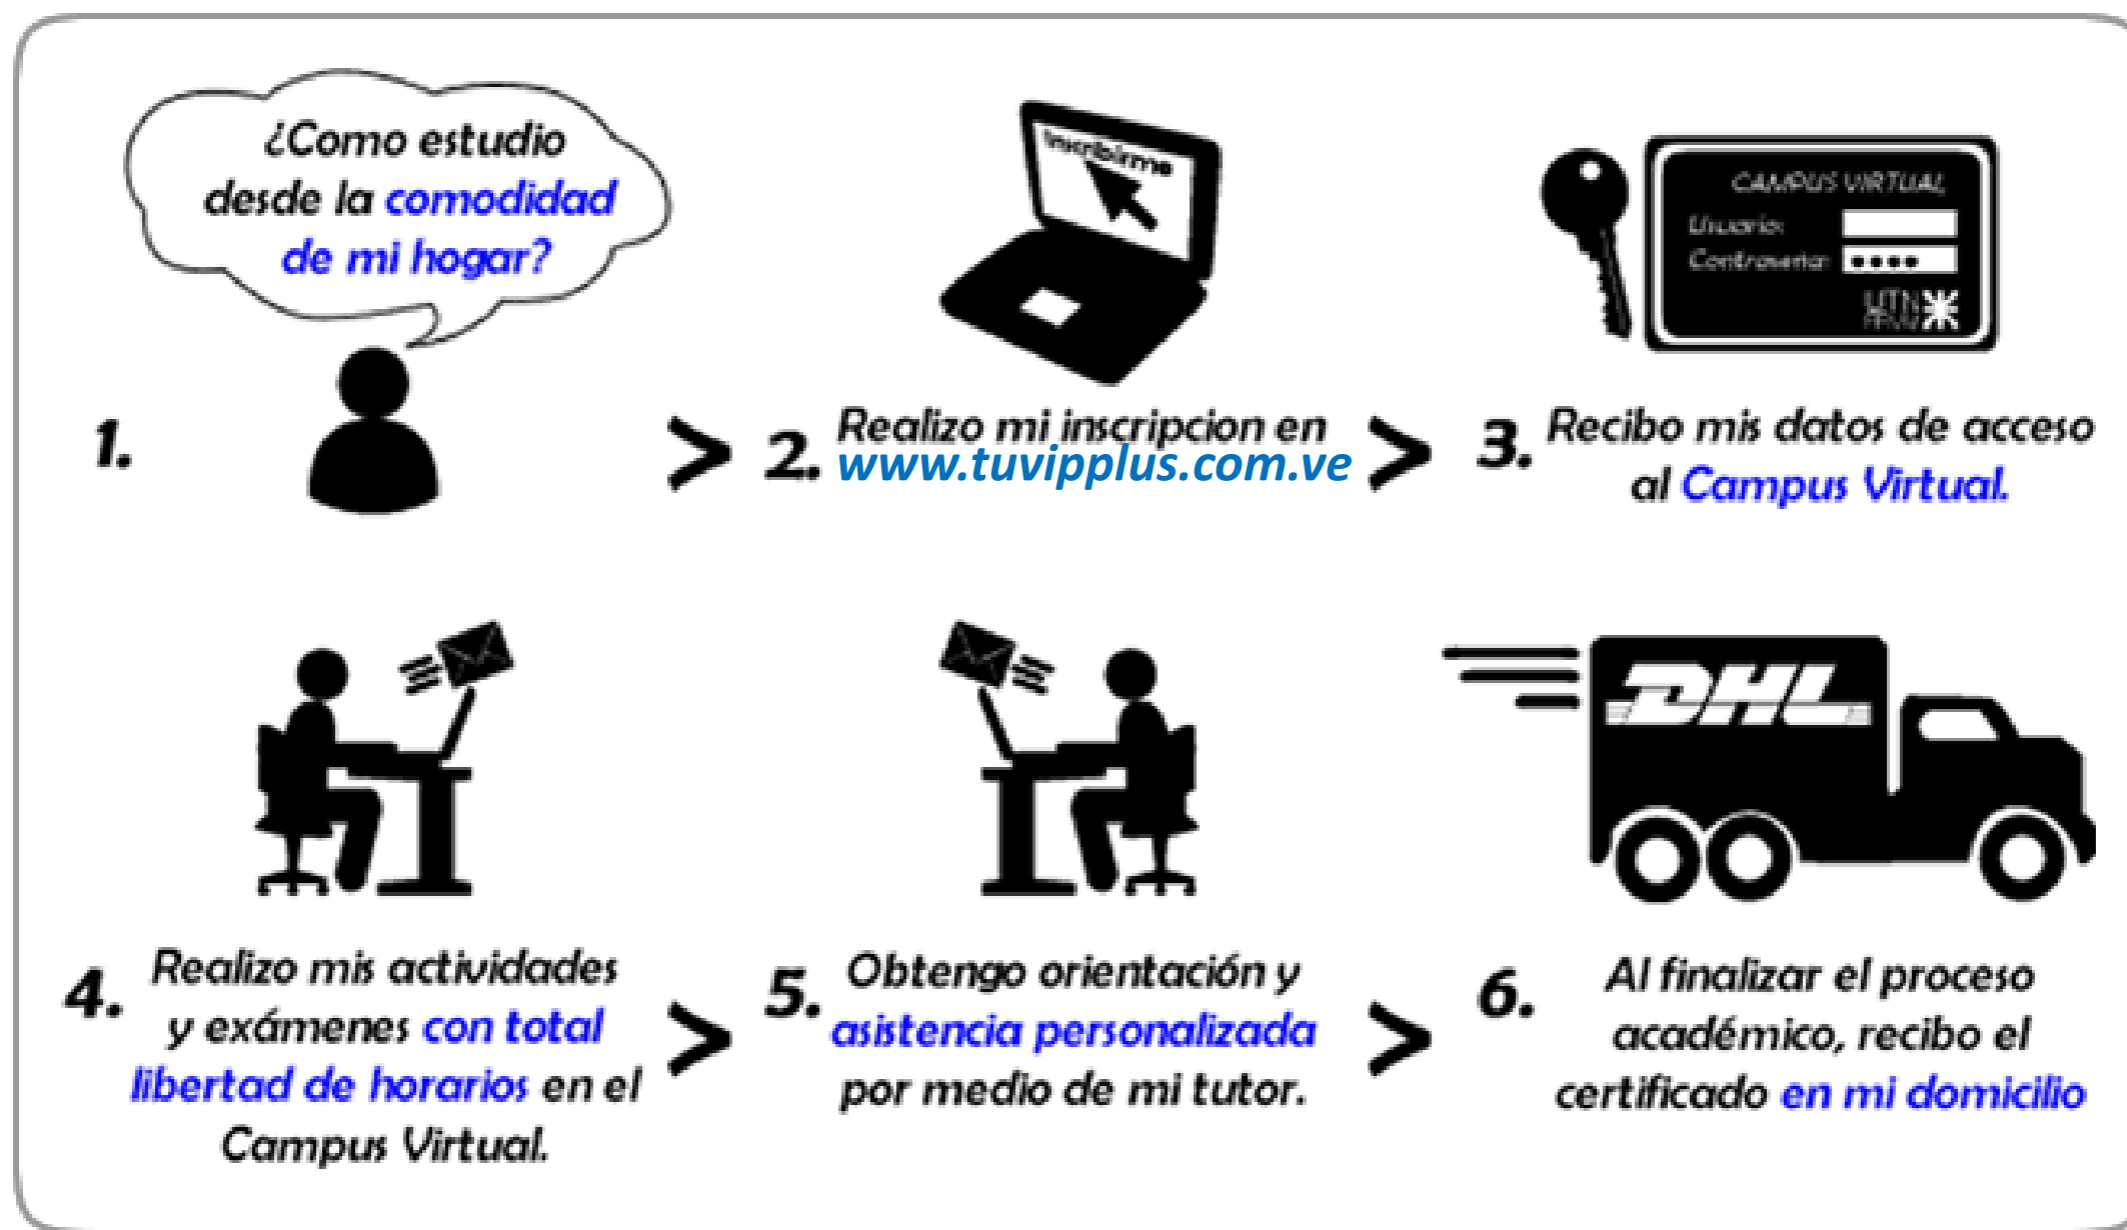 ¿Como estudio
desde la comodidad
de mi hogar?
1.
>
Inscribirme
2. Realizo mi inscripcion en
www.tuvipplus.com.ve
>
CAMPUS VIRTUAL
Usuario:
Contraseña:
UTN
3. Recibo mis datos de acceso
al Campus Virtual.
4. Realizo mis actividades
y exámenes con total
libertad de horarios en el
Campus Virtual.
>
5. Obtengo orientación y
asistencia personalizada
por medio de mi tutor.
>
DHL
6. Al finalizar el proceso
académico, recibo el
certificado en mi domicilio